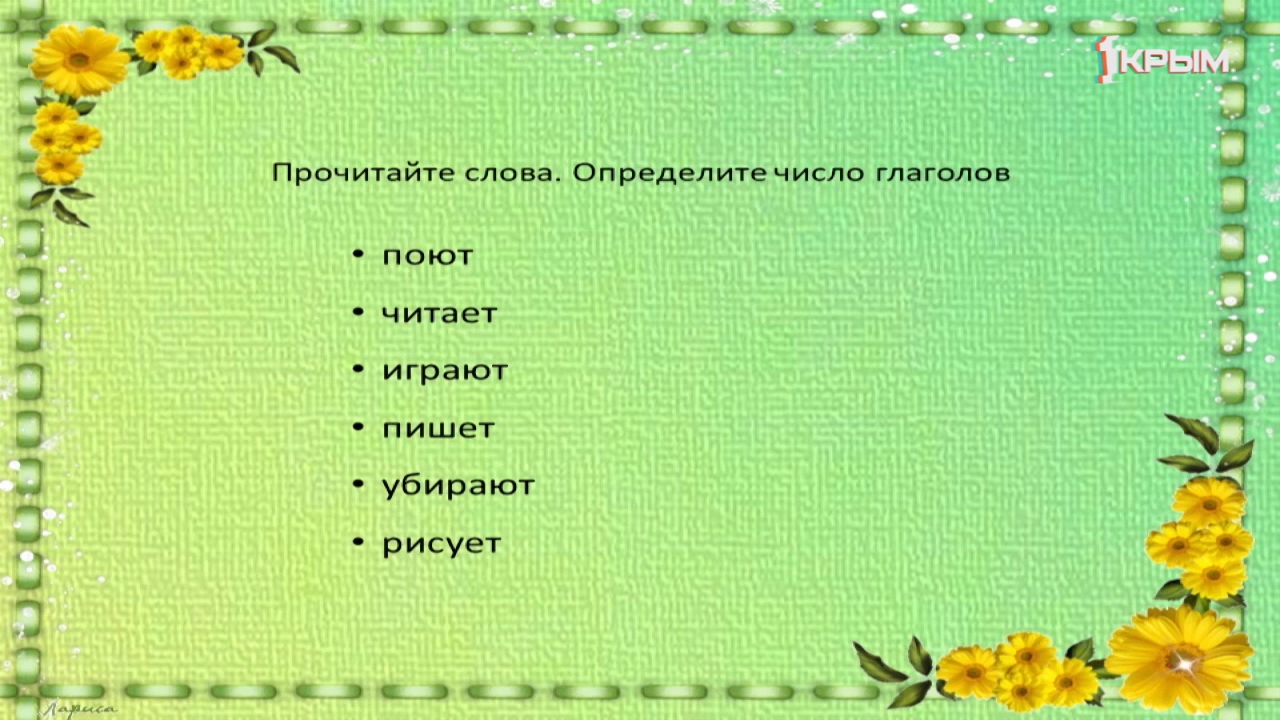 1КРЫМ
Прочитайте слова. Определите число глаголов
• поют
• читает
• играют
• пишет
• убирают
• рисует
Лариса